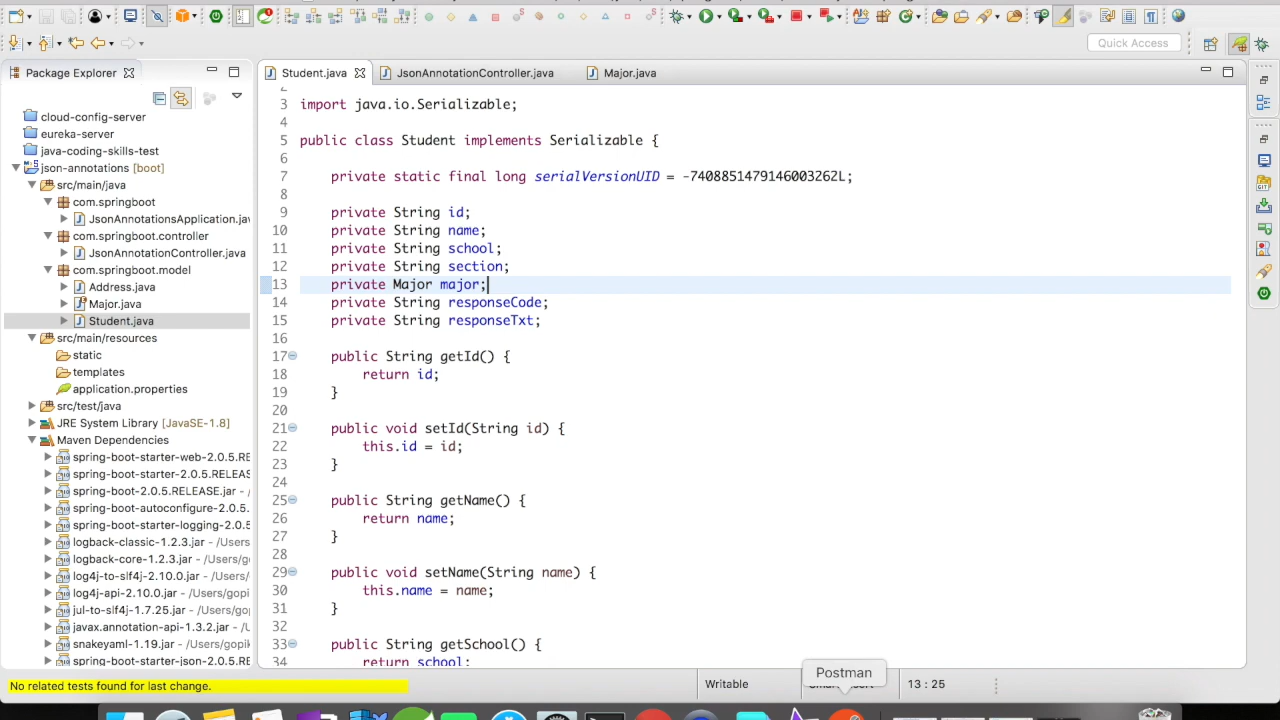 Quick Access
Package Explorer
Student.java
JsonAnnotationController.java
Major.java
cloud-config-server
eureka-server
java-coding-skills-test
json-annotations [boot]
src/main/java
com.springboot
JsonAnnotationsApplication.jav
com.springboot.controller
JsonAnnotationController.java
com.springboot.model
Address.java
Major.java
Student.java
src/main/resources
static
templates
application.properties
src/test/java
JRE System Library [JavaSE-1.8]
Maven Dependencies
spring-boot-starter-web-2.0.5.RE
spring-boot-starter-2.0.5.RELEAS
spring-boot-2.0.5.RELEASE.jar -
spring-boot-autoconfigure-2.0.5.
spring-boot-starter-logging-2.0.5
logback-classic-1.2.3.jar - /Users
logback-core-1.2.3.jar - /Users/g
log4j-to-slf4j-2.10.0.jar - /Users/
log4j-api-2.10.0.jar - /Users/gop
jul-to-slf4j-1.7.25.jar - /Users/go
javax.annotation-api-1.3.2.jar - /U
snakeyaml-1.19.jar - /Users/gopik
spring-boot-starter-json-2.0.5.RE
2
3 import java.io.Serializable;
4
5 public class Student implements Serializable {
6
7 private static final long serialVersionUID = -7408851479146003262L;
8
9 private String id;
10 private String name;
11 private String school;
12 private String section;
13 private Major major;
14 private String responseCode;
15 private String responseTxt;
16
17 public String getId() {
18 return id;
19 }
20
21 public void setId(String id) {
22 this.id = id;
23 }
24
25 public String getName() {
26 return name;
27 }
28
29 public void setName(String name) {
30 this.name = name;
31 }
32
33 public String getSchool() {
34 return school;
No related tests found for last change.
Writable
Postman
13 : 25